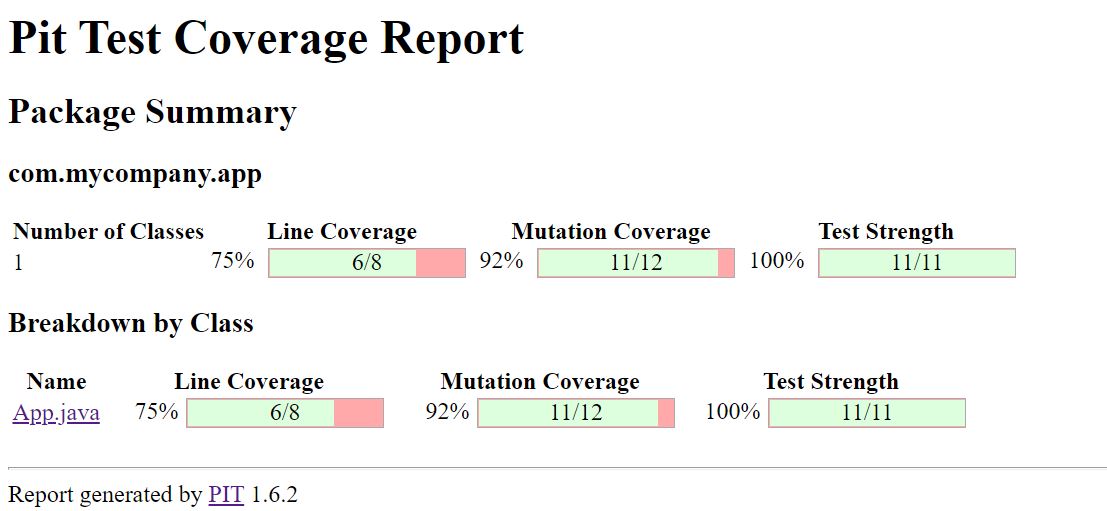 Pit Test Coverage Report
Package Summary
com.mycompany.app
Number of Classes Line Coverage Mutation Coverage Test Strength
1 75% 6/8 92% 11/12 100% 11/11
Breakdown by Class
Name Line Coverage Mutation Coverage Test Strength
App.java 75% 6/8 92% 11/12 100% 11/11
Report generated by PIT 1.6.2